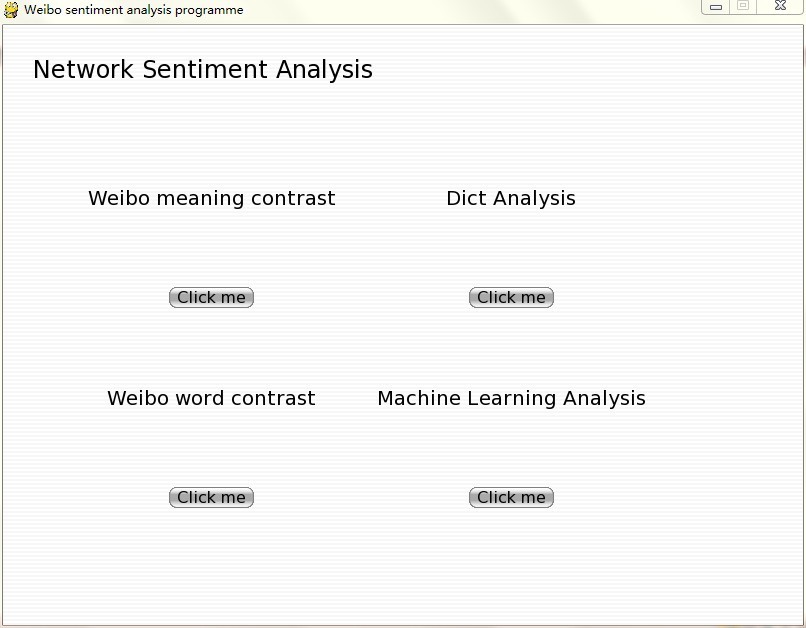 Weibo sentiment analysis programme
Network Sentiment Analysis
Weibo meaning contrast
Dict Analysis
Click me
Click me
Weibo word contrast
Machine Learning Analysis
Click me
Click me